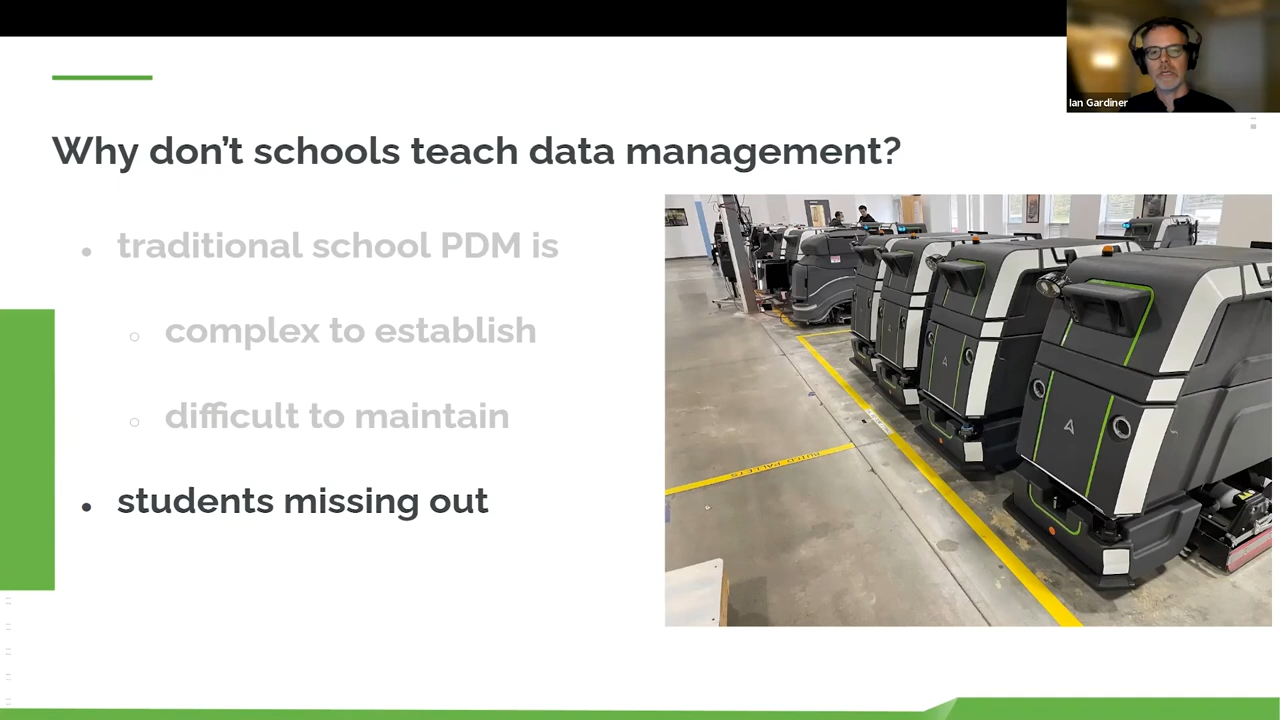 Ian Gardiner
Why don't schools teach data management?
traditional school PDM is
complex to establish
difficult to maintain
students missing out